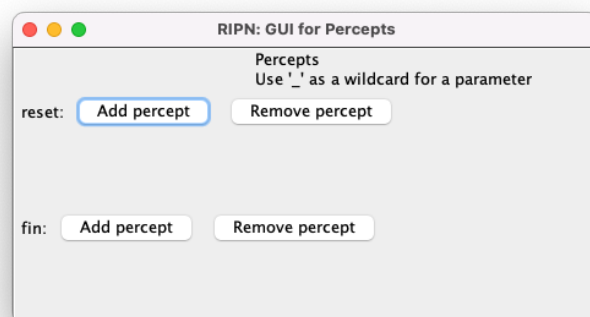 RIPN: GUI for Percepts
Percepts
Use '_' as a wildcard for a parameter
reset: Add percept Remove percept
fin: Add percept Remove percept